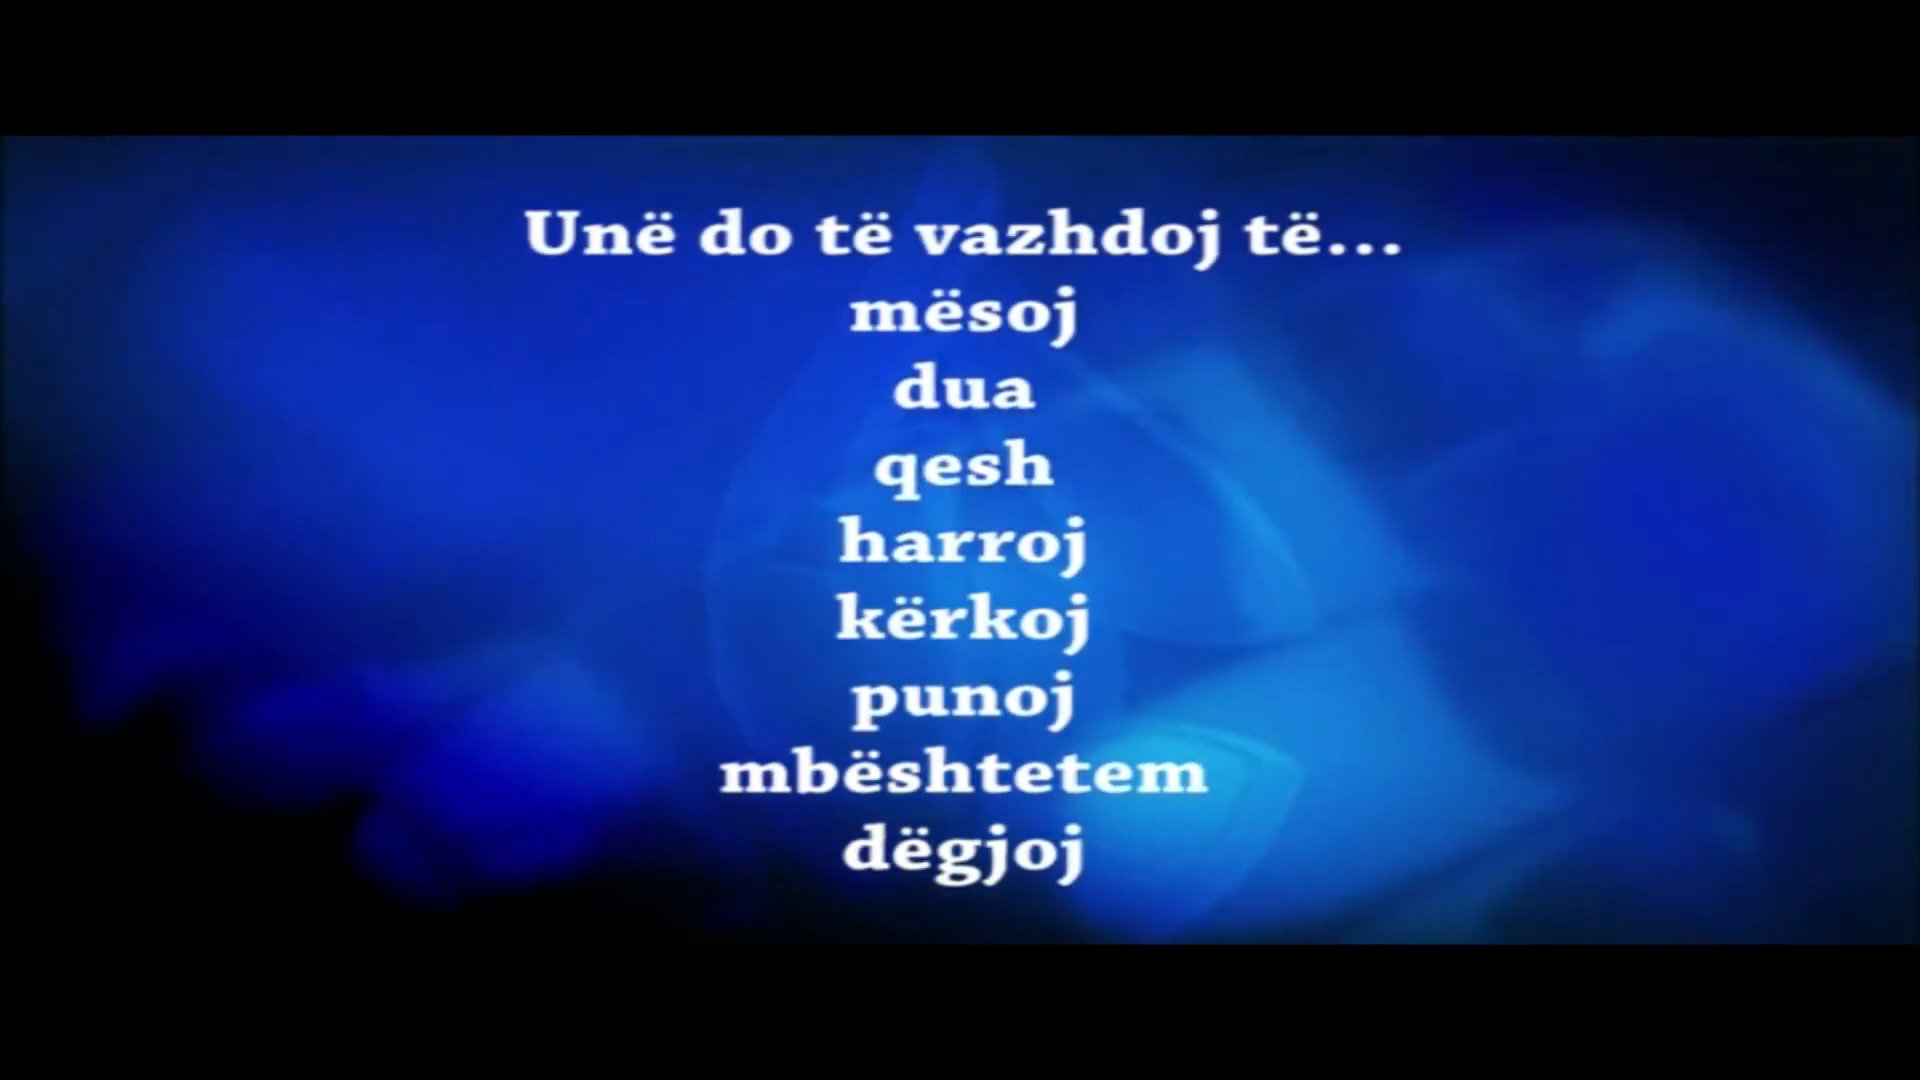 Unë do të vazhdoj të...
mësoj
dua
qesh
harroj
kërkoj
punoj
mbështetem
dëgjoj